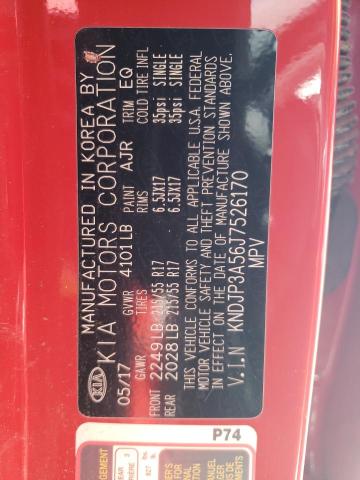 MANUFACTURED IN KOREA BY
KIA KIA MOTORS CORPORATION
05/17 GVWR 4101LB PAINT AJR TRIM EQ
GAWR TIRES RIMS COLD TIRE INFL
FRONT 2249LB 215/55 R17 6.5JX17 35psi SINGLE
REAR 2028LB 215/55 R17 6.5JX17 35psi SINGLE
THIS VEHICLE CONFORMS TO ALL APPLICABLE U.S.A. FEDERAL
MOTOR VEHICLE SAFETY AND THEFT PREVENTION STANDARDS
IN EFFECT ON THE DATE OF MANUFACTURE SHOWN ABOVE.
V.I.N KNDJP3A56J7526170
MPV
P74